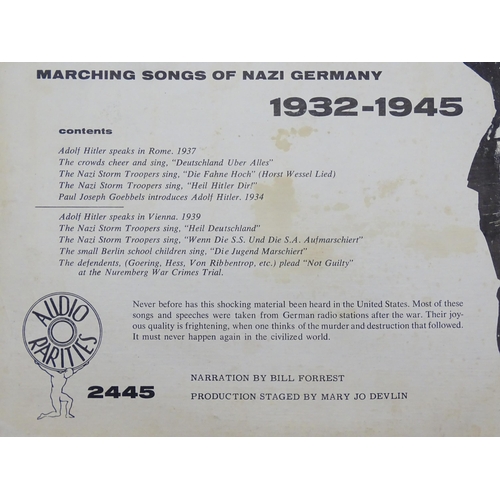 MARCHING SONGS OF NAZI GERMANY
1932-1945
contents
Adolf Hitler speaks in Rome. 1937
The crowds cheer and sing, "Deutschland Uber Alles"
The Nazi Storm Troopers sing, "Die Fahne Hoch" (Horst Wessel Lied)
The Nazi Storm Troopers sing, "Heil Hitler Dir!"
Paul Joseph Goebbels introduces Adolf Hitler. 1934
Adolf Hitler speaks in Vienna. 1939
The Nazi Storm Troopers sing, "Heil Deutschland"
The Nazi Storm Troopers sing, "Wenn Die S.S. Und Die S.A. Aufmarschiert"
The small Berlin school children sing, "Die Jugend Marschiert"
The defendents, (Goering, Hess, Von Ribbentrop, etc.) plead "Not Guilty"
at the Nuremberg War Crimes Trial.
Never before has this shocking material been heard in the United States. Most of these
songs and speeches were taken from German radio stations after the war. Their joy-
ous quality is frightening, when one thinks of the murder and destruction that followed.
It must never happen again in the civilized world.
AUDIO
RARITIES
2445
NARRATION BY BILL FORREST
PRODUCTION STAGED BY MARY JO DEVLIN